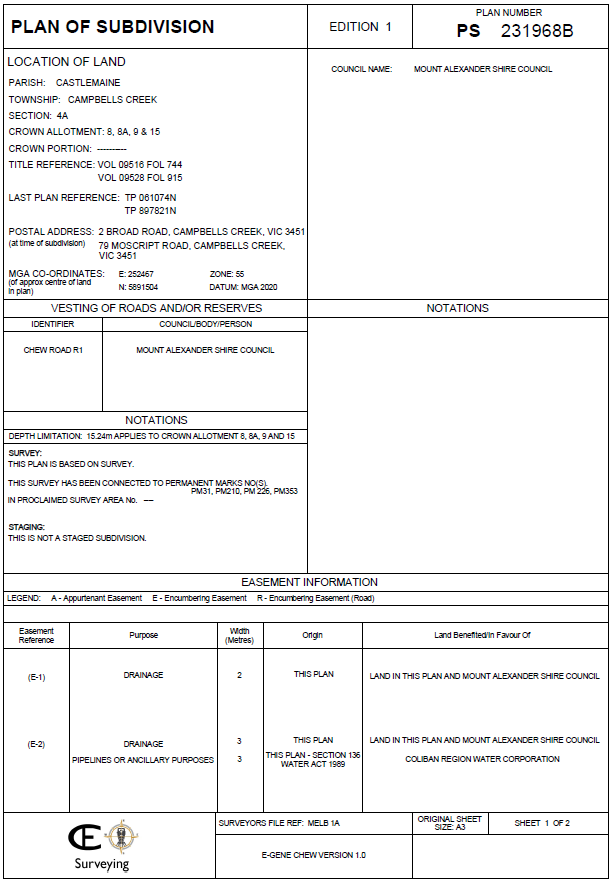 PLAN OF SUBDIVISION
EDITION 1
PLAN NUMBER
PS 231968B
LOCATION OF LAND
PARISH: CASTLEMAINE
TOWNSHIP: CAMPBELLS CREEK
SECTION: 4A
CROWN ALLOTMENT: 8, 8A, 9 & 15
CROWN PORTION: ----------
TITLE REFERENCE: VOL 09516 FOL 744
VOL 09528 FOL 915
LAST PLAN REFERENCE: TP 061074N
TP 897821N
POSTAL ADDRESS: 2 BROAD ROAD, CAMPBELLS CREEK, VIC 3451
(at time of subdivision) 79 MOSCRIPT ROAD, CAMPBELLS CREEK,
VIC 3451
MGA CO-ORDINATES: E: 252467 ZONE: 55
(of approx centre of land
in plan) N: 5891504 DATUM: MGA 2020
COUNCIL NAME: MOUNT ALEXANDER SHIRE COUNCIL
VESTING OF ROADS AND/OR RESERVES
IDENTIFIER COUNCIL/BODY/PERSON
CHEW ROAD R1 MOUNT ALEXANDER SHIRE COUNCIL
NOTATIONS
NOTATIONS
DEPTH LIMITATION: 15.24m APPLIES TO CROWN ALLOTMENT 8, 8A, 9 AND 15
SURVEY:
THIS PLAN IS BASED ON SURVEY.
THIS SURVEY HAS BEEN CONNECTED TO PERMANENT MARKS NO(S).
PM31, PM210, PM 226, PM353
IN PROCLAIMED SURVEY AREA No. ----
STAGING:
THIS IS NOT A STAGED SUBDIVISION.
EASEMENT INFORMATION
LEGEND: A - Appurtenant Easement E - Encumbering Easement R - Encumbering Easement (Road)
Easement Reference Purpose Width (Metres) Origin Land Benefited/In Favour Of
(E-1) DRAINAGE 2 THIS PLAN LAND IN THIS PLAN AND MOUNT ALEXANDER SHIRE COUNCIL
(E-2) DRAINAGE 3 THIS PLAN LAND IN THIS PLAN AND MOUNT ALEXANDER SHIRE COUNCIL
PIPELINES OR ANCILLARY PURPOSES 3 THIS PLAN - SECTION 136 WATER ACT 1989 COLIBAN REGION WATER CORPORATION
CE
Surveying
SURVEYORS FILE REF: MELB 1A
ORIGINAL SHEET
SIZE: A3
SHEET 1 OF 2
E-GENE CHEW VERSION 1.0